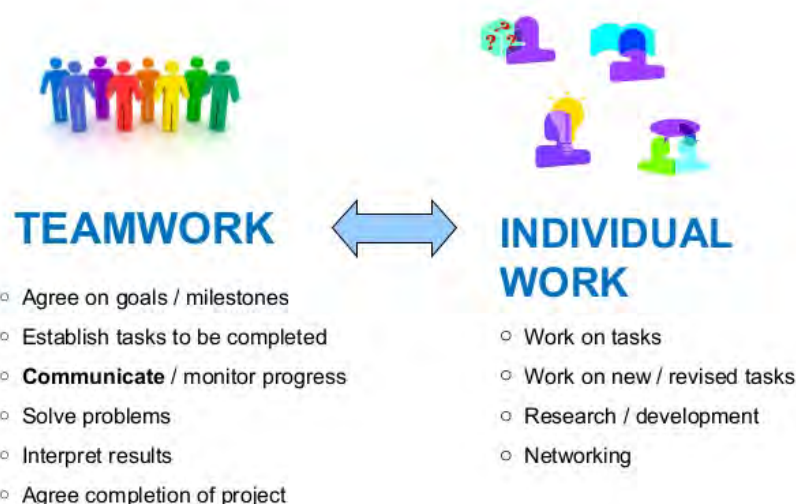 ? ? ?
TEAMWORK
○ Agree on goals / milestones
○ Establish tasks to be completed
○ Communicate / monitor progress
○ Solve problems
○ Interpret results
○ Agree completion of project
INDIVIDUAL
WORK
○ Work on tasks
○ Work on new / revised tasks
○ Research / development
○ Networking